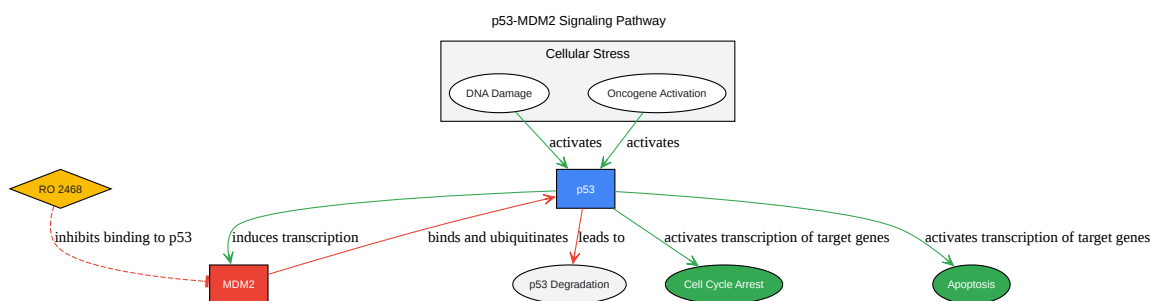 p53-MDM2 Signaling Pathway
Cellular Stress
DNA Damage
Oncogene Activation
activates
activates
RO 2468
p53
inhibits binding to p53
induces transcription
binds and ubiquitinates
leads to
activates transcription of target genes
activates transcription of target genes
MDM2
p53 Degradation
Cell Cycle Arrest
Apoptosis